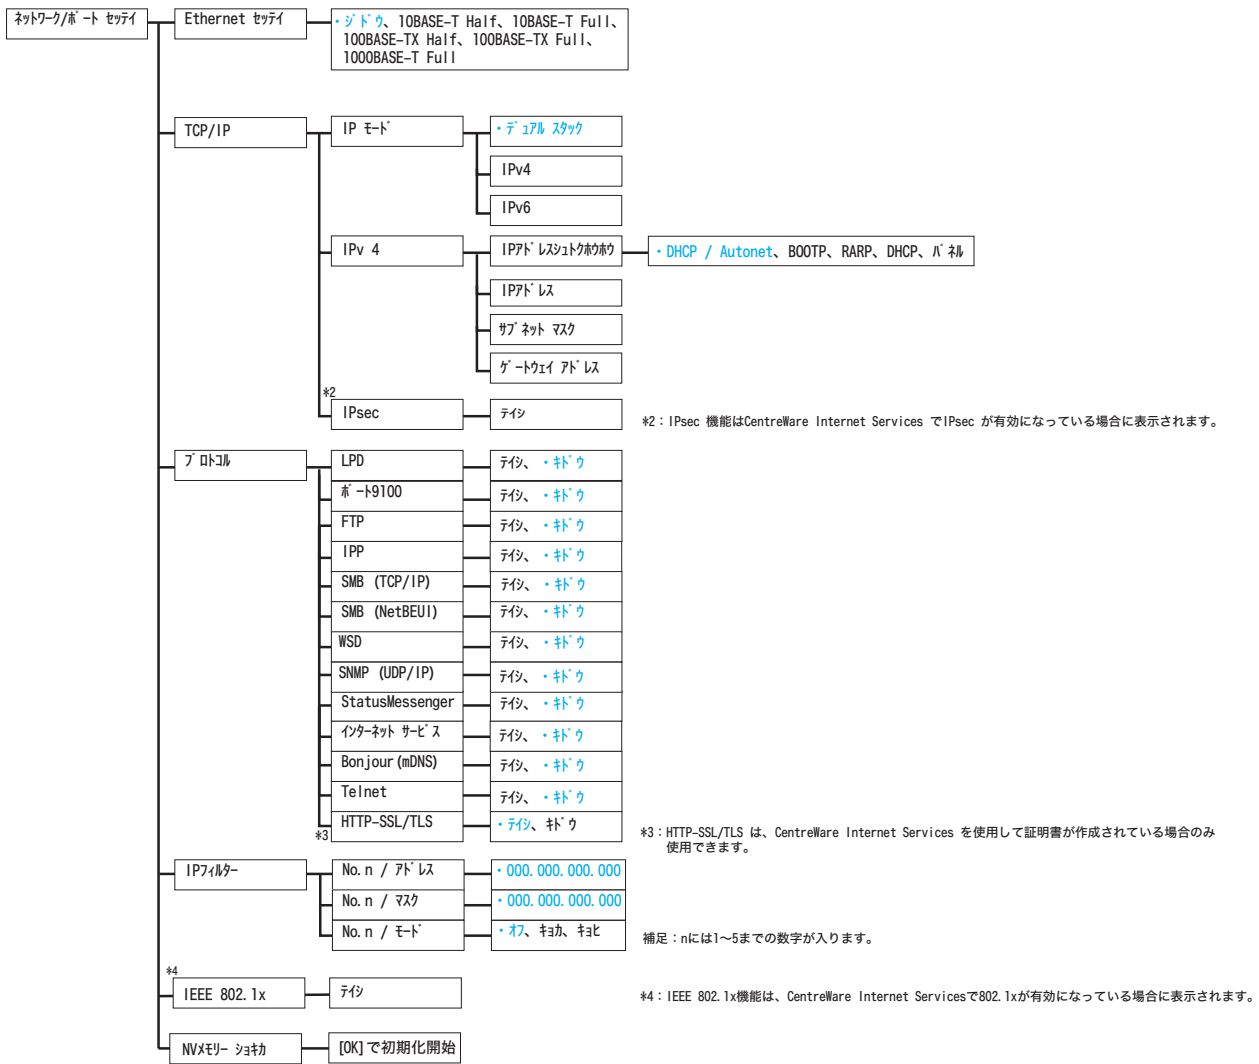 ﾈｯﾄﾜｰｸ/ﾎﾟｰﾄ ｾｯﾃｲ
Ethernet ｾｯﾃｲ
・ｼﾞﾄﾞｳ、10BASE-T Half、10BASE-T Full、
100BASE-TX Half、100BASE-TX Full、
1000BASE-T Full
TCP/IP
IP ﾓｰﾄﾞ
・ﾃﾞｭｱﾙ ｽﾀｯｸ
IPv4
IPv6
IPv 4
IPｱﾄﾞﾚｽｼｭﾄｸﾎｳﾎｳ
・DHCP / Autonet、BOOTP、RARP、DHCP、ﾊﾟﾈﾙ
IPｱﾄﾞﾚｽ
ｻﾌﾞﾈｯﾄ ﾏｽｸ
ｹﾞｰﾄｳｪｲ ｱﾄﾞﾚｽ
*2
IPsec
ﾃｲｼ
*2：IPsec 機能はCentreWare Internet Services でIPsec が有効になっている場合に表示されます。
ﾌﾟﾛﾄｺﾙ
LPD
ﾃｲｼ、・ｷﾄﾞｳ
ﾎﾟｰﾄ9100
ﾃｲｼ、・ｷﾄﾞｳ
FTP
ﾃｲｼ、・ｷﾄﾞｳ
IPP
ﾃｲｼ、・ｷﾄﾞｳ
SMB (TCP/IP)
ﾃｲｼ、・ｷﾄﾞｳ
SMB (NetBEUI)
ﾃｲｼ、・ｷﾄﾞｳ
WSD
ﾃｲｼ、・ｷﾄﾞｳ
SNMP (UDP/IP)
ﾃｲｼ、・ｷﾄﾞｳ
StatusMessenger
ﾃｲｼ、・ｷﾄﾞｳ
ｲﾝﾀｰﾈｯﾄ ｻｰﾋﾞｽ
ﾃｲｼ、・ｷﾄﾞｳ
Bonjour(mDNS)
ﾃｲｼ、・ｷﾄﾞｳ
Telnet
ﾃｲｼ、・ｷﾄﾞｳ
*3
HTTP-SSL/TLS
・ﾃｲｼ、ｷﾄﾞｳ
*3：HTTP-SSL/TLS は、CentreWare Internet Services を使用して証明書が作成されている場合のみ
使用できます。
IPﾌｨﾙﾀｰ
No.n / ｱﾄﾞﾚｽ
・000.000.000.000
No.n / ﾏｽｸ
・000.000.000.000
No.n / ﾓｰﾄﾞ
・ｵﾌ、ｷｮｶ、ｷｮﾋ
補足：nには1〜5までの数字が入ります。
*4
IEEE 802.1x
ﾃｲｼ
*4：IEEE 802.1x機能は、CentreWare Internet Servicesで802.1xが有効になっている場合に表示されます。
NVﾒﾓﾘｰ ｼｮｷｶ
[OK]で初期化開始